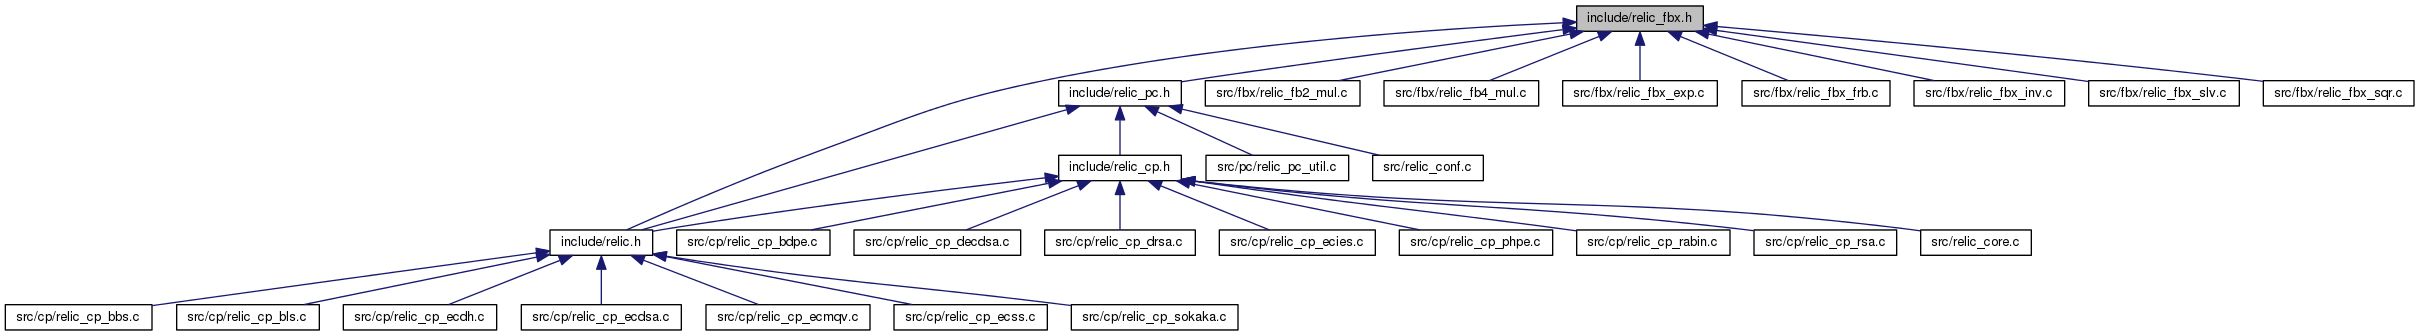 include/relic_fbx.h
include/relic_pc.h
src/fbx/relic_fb2_mul.c
src/fbx/relic_fb4_mul.c
src/fbx/relic_fbx_exp.c
src/fbx/relic_fbx_frb.c
src/fbx/relic_fbx_inv.c
src/fbx/relic_fbx_slv.c
src/fbx/relic_fbx_sqr.c
include/relic_cp.h
src/pc/relic_pc_util.c
src/relic_conf.c
include/relic.h
src/cp/relic_cp_bdpe.c
src/cp/relic_cp_decdsa.c
src/cp/relic_cp_drsa.c
src/cp/relic_cp_ecies.c
src/cp/relic_cp_phpe.c
src/cp/relic_cp_rabin.c
src/cp/relic_cp_rsa.c
src/relic_core.c
src/cp/relic_cp_bbs.c
src/cp/relic_cp_bls.c
src/cp/relic_cp_ecdh.c
src/cp/relic_cp_ecdsa.c
src/cp/relic_cp_ecmqv.c
src/cp/relic_cp_ecss.c
src/cp/relic_cp_sokaka.c